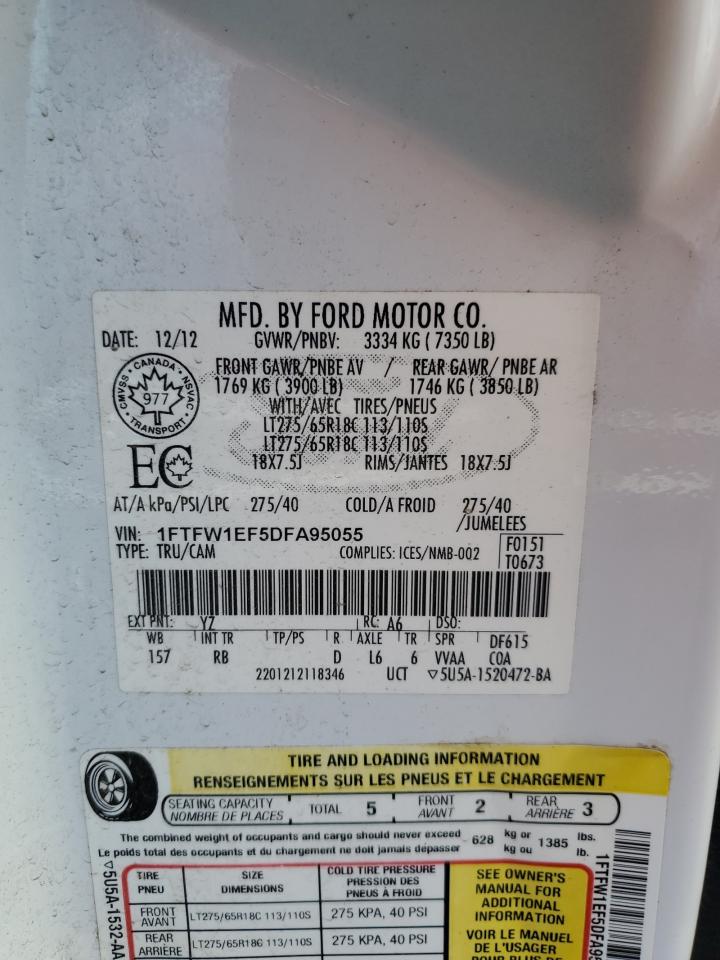 MFD. BY FORD MOTOR CO.
DATE: 12/12 GVWR/PNBV: 3334 KG ( 7350 LB)
FRONT GAWR/PNBE AV / REAR GAWR/ PNBE AR
1769 KG ( 3900 LB) 1746 KG ( 3850 LB)
WITH/AVEC TIRES/PNEUS
LT275/65R18C 113/110S
LT275/65R18C 113/110S
18X7.5J RIMS/JANTES 18X7.5J
CMVSS • CANADA • NSVAC • TRANSPORT •
977
EC
AT/A kPa/PSI/LPC 275/40 COLD/A FROID 275/40
/JUMELEES
VIN: 1FTFW1EF5DFA95055
F0151
TYPE: TRU/CAM COMPLIES: ICES/NMB-002
T0673
EXT PNT: YZ RC: A6 DSO:
WB INT TR TP/PS R AXLE TR SPR DF615
157 RB D L6 6 VVAA COA
2201212118346 UCT ▽5U5A-1520472-BA
TIRE AND LOADING INFORMATION
RENSEIGNEMENTS SUR LES PNEUS ET LE CHARGEMENT
SEATING CAPACITY
NOMBRE DE PLACES
TOTAL 5
FRONT
AVANT
2
REAR
ARRIÈRE
3
The combined weight of occupants and cargo should never exceed
Le poids total des occupants et du chargement ne doit jamais dépasser
628
kg or
kg ou
1385
lbs.
lb.
TIRE
PNEU
SIZE
DIMENSIONS
COLD TIRE PRESSURE
PRESSION DES
PNEUS À FROID
FRONT
AVANT
LT275/65R18C 113/110S
275 KPA, 40 PSI
REAR
ARRIÈRE
LT275/65R18C 113/110S
275 KPA, 40 PSI
SEE OWNER'S
MANUAL FOR
ADDITIONAL
INFORMATION
VOIR LE MANUEL
DE L'USAGER
POUR PLUS DE
▽5U5A-1532-AA
1FTFW1EF5DFA95